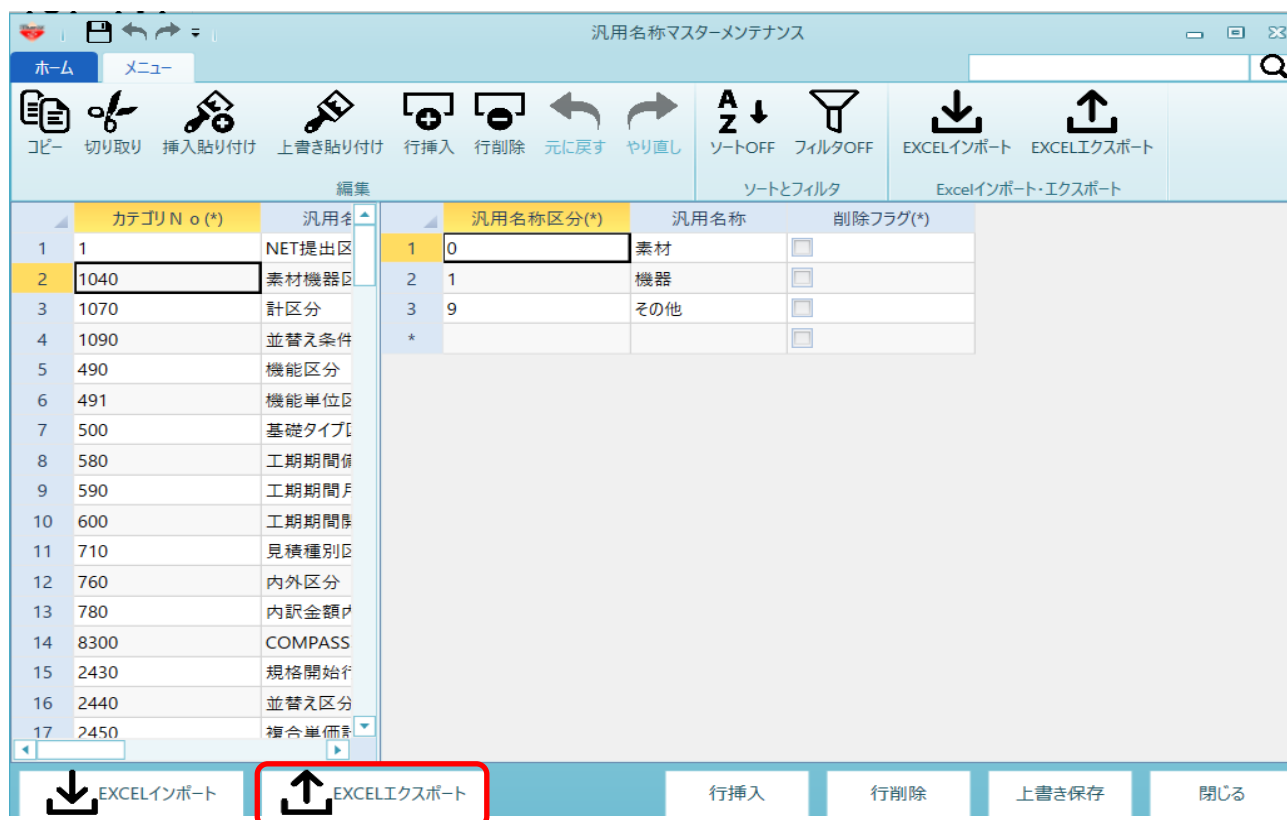 汎用名称マスターメンテナンス
ホーム メニュー
コピー 切り取り 挿入貼り付け 上書き貼り付け 行挿入 行削除 元に戻す やり直し ソートOFF フィルタOFF EXCELインポート EXCELエクスポート
編集 ソートとフィルタ Excelインポート・エクスポート
カテゴリNo(*) 汎用名
1 1 NET提出区
2 1040 素材機器区
3 1070 計区分
4 1090 並替え条件
5 490 機能区分
6 491 機能単位区
7 500 基礎タイプ区
8 580 工期期間備
9 590 工期期間月
10 600 工期期間開
11 710 見積種別区
12 760 内外区分
13 780 内訳金額内
14 8300 COMPASS
15 2430 規格開始行
16 2440 並替え区分
17 2450 複合単価
汎用名称区分(*) 汎用名称 削除フラグ(*)
1 0 素材
2 1 機器
3 9 その他
*
EXCELインポート EXCELエクスポート 行挿入 行削除 上書き保存 閉じる